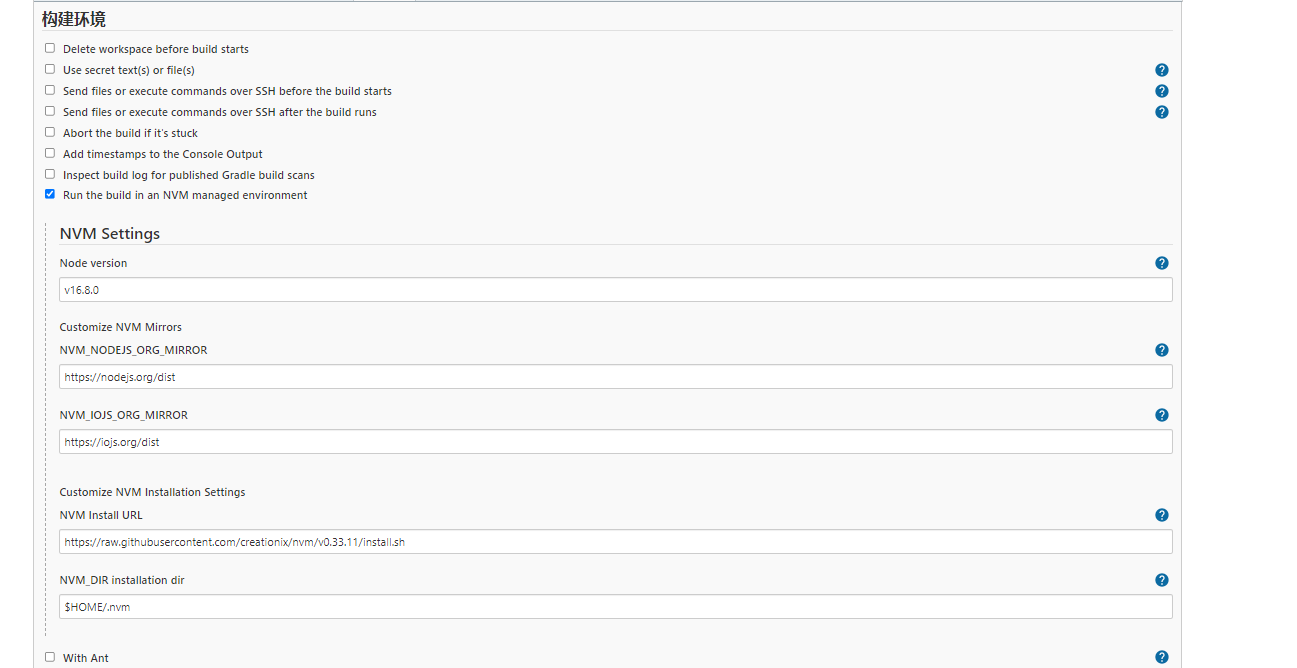 构建环境
Delete workspace before build starts
Use secret text(s) or file(s)
Send files or execute commands over SSH before the build starts
Send files or execute commands over SSH after the build runs
Abort the build if it's stuck
Add timestamps to the Console Output
Inspect build log for published Gradle build scans
Run the build in an NVM managed environment
NVM Settings
Node version
v16.8.0
Customize NVM Mirrors
NVM_NODEJS_ORG_MIRROR
https://nodejs.org/dist
NVM_IOJS_ORG_MIRROR
https://iojs.org/dist
Customize NVM Installation Settings
NVM Install URL
https://raw.githubusercontent.com/creationix/nvm/v0.33.11/install.sh
NVM_DIR installation dir
$HOME/.nvm
With Ant